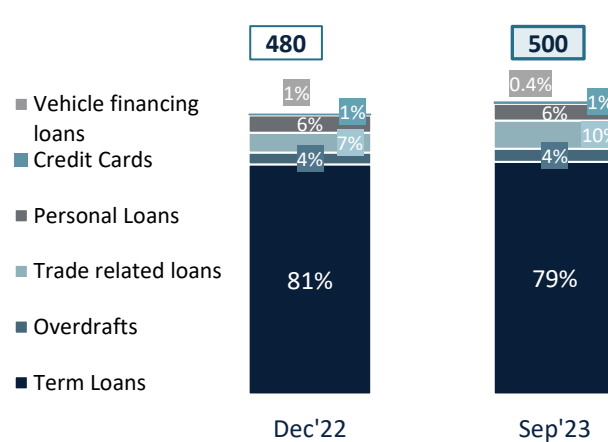 480
500
Vehicle financing
loans
Credit Cards
Personal Loans
Trade related loans
Overdrafts
Term Loans
1%
1%
6%
7%
4%
81%
0.4%
1%
6%
10%
4%
79%
Dec'22
Sep'23